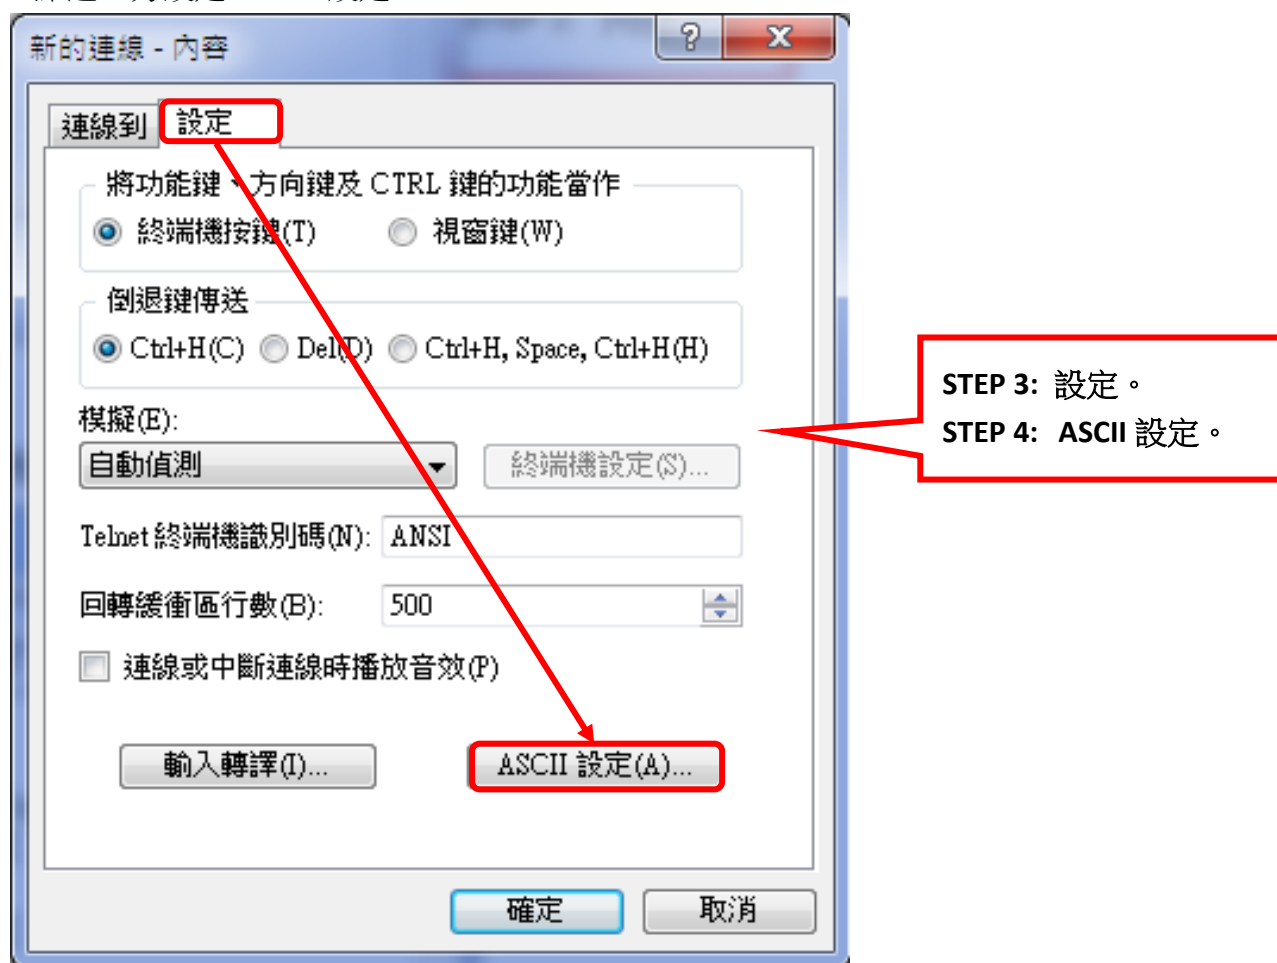 新的連線 - 內容
連線到 設定
將功能鍵、方向鍵及 CTRL 鍵的功能當作
終端機按鍵(T) 視窗鍵(W)
倒退鍵傳送
Ctrl+H(C) Del(D) Ctrl+H, Space, Ctrl+H(H)
模擬(E):
自動偵測 終端機設定(S)...
Telnet 終端機識別碼(N): ANSI
回轉緩衝區行數(B): 500
連線或中斷連線時播放音效(P)
輸入轉譯(I)... ASCII 設定(A)...
確定 取消
STEP 3: 設定。
STEP 4: ASCII 設定。